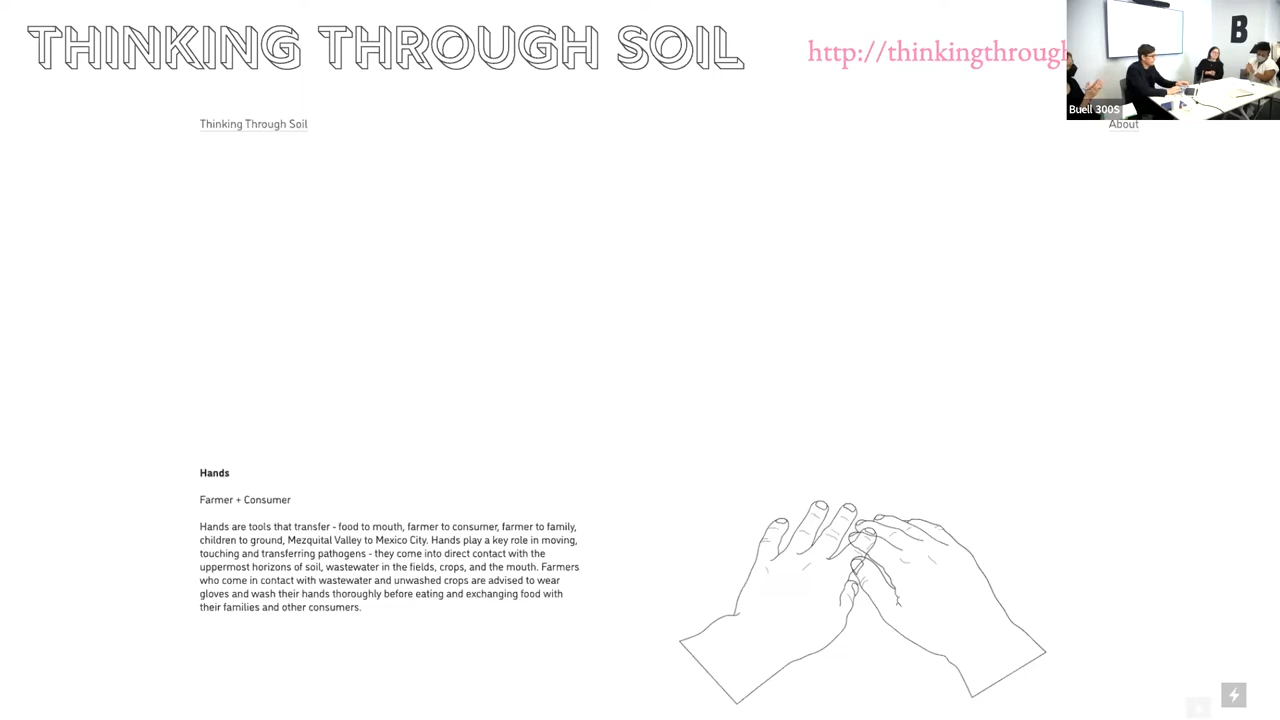 THINKING THROUGH SOIL
http://thinkingthroug
B
Buell 300S
Thinking Through Soil
About
Hands
Farmer + Consumer
Hands are tools that transfer - food to mouth, farmer to consumer, farmer to family,
children to ground, Mezquital Valley to Mexico City. Hands play a key role in moving,
touching and transferring pathogens - they come into direct contact with the
uppermost horizons of soil, wastewater in the fields, crops, and the mouth. Farmers
who come in contact with wastewater and unwashed crops are advised to wear
gloves and wash their hands thoroughly before eating and exchanging food with
their families and other consumers.